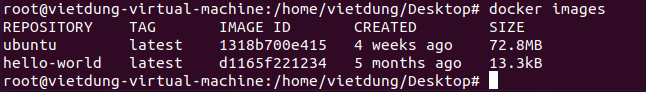 root@vietdung-virtual-machine:/home/vietdung/Desktop# docker images
REPOSITORY TAG IMAGE ID CREATED SIZE
ubuntu latest 1318b700e415 4 weeks ago 72.8MB
hello-world latest d1165f221234 5 months ago 13.3kB
root@vietdung-virtual-machine:/home/vietdung/Desktop#